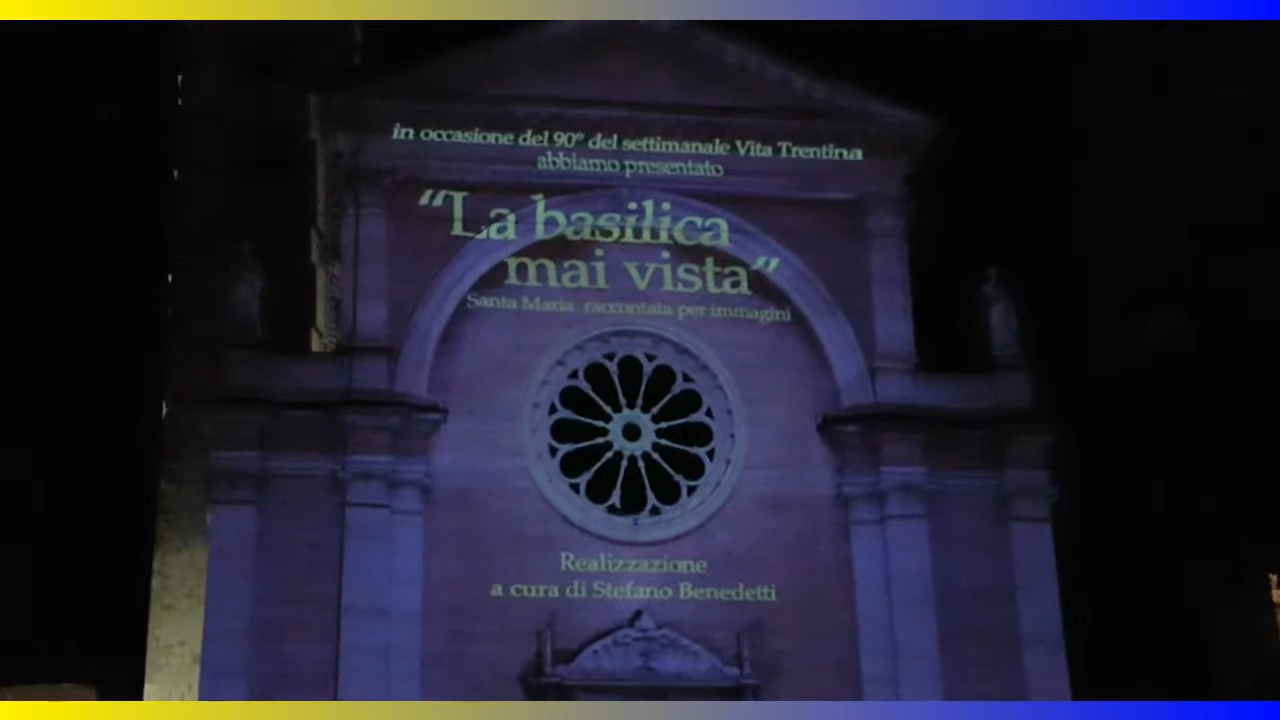 in occasione del 90° del settimanale Vita Trentina
abbiamo presentato
“La basilica
mai vista”
Santa Maria: raccontata per immagini
Realizzazione
a cura di Stefano Benedetti